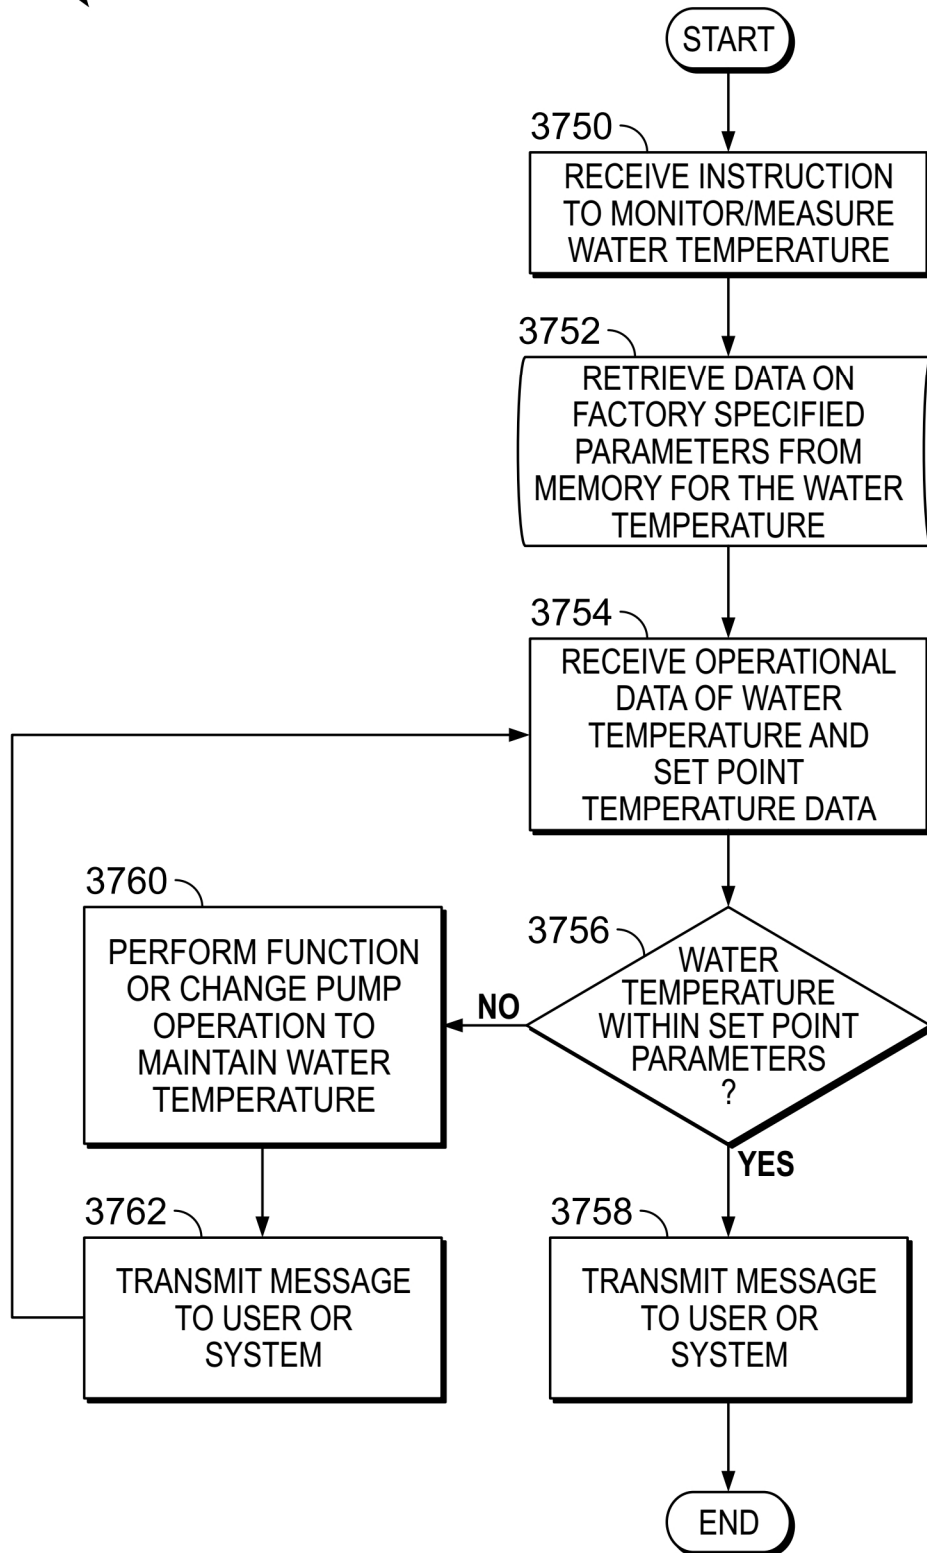 START
3750
RECEIVE INSTRUCTION
TO MONITOR/MEASURE
WATER TEMPERATURE
3752
RETRIEVE DATA ON
FACTORY SPECIFIED
PARAMETERS FROM
MEMORY FOR THE WATER
TEMPERATURE
3754
RECEIVE OPERATIONAL
DATA OF WATER
TEMPERATURE AND
SET POINT
TEMPERATURE DATA
3756
WATER
TEMPERATURE
WITHIN SET POINT
PARAMETERS
?
NO
3760
PERFORM FUNCTION
OR CHANGE PUMP
OPERATION TO
MAINTAIN WATER
TEMPERATURE
3762
TRANSMIT MESSAGE
TO USER OR
SYSTEM
YES
3758
TRANSMIT MESSAGE
TO USER OR
SYSTEM
END